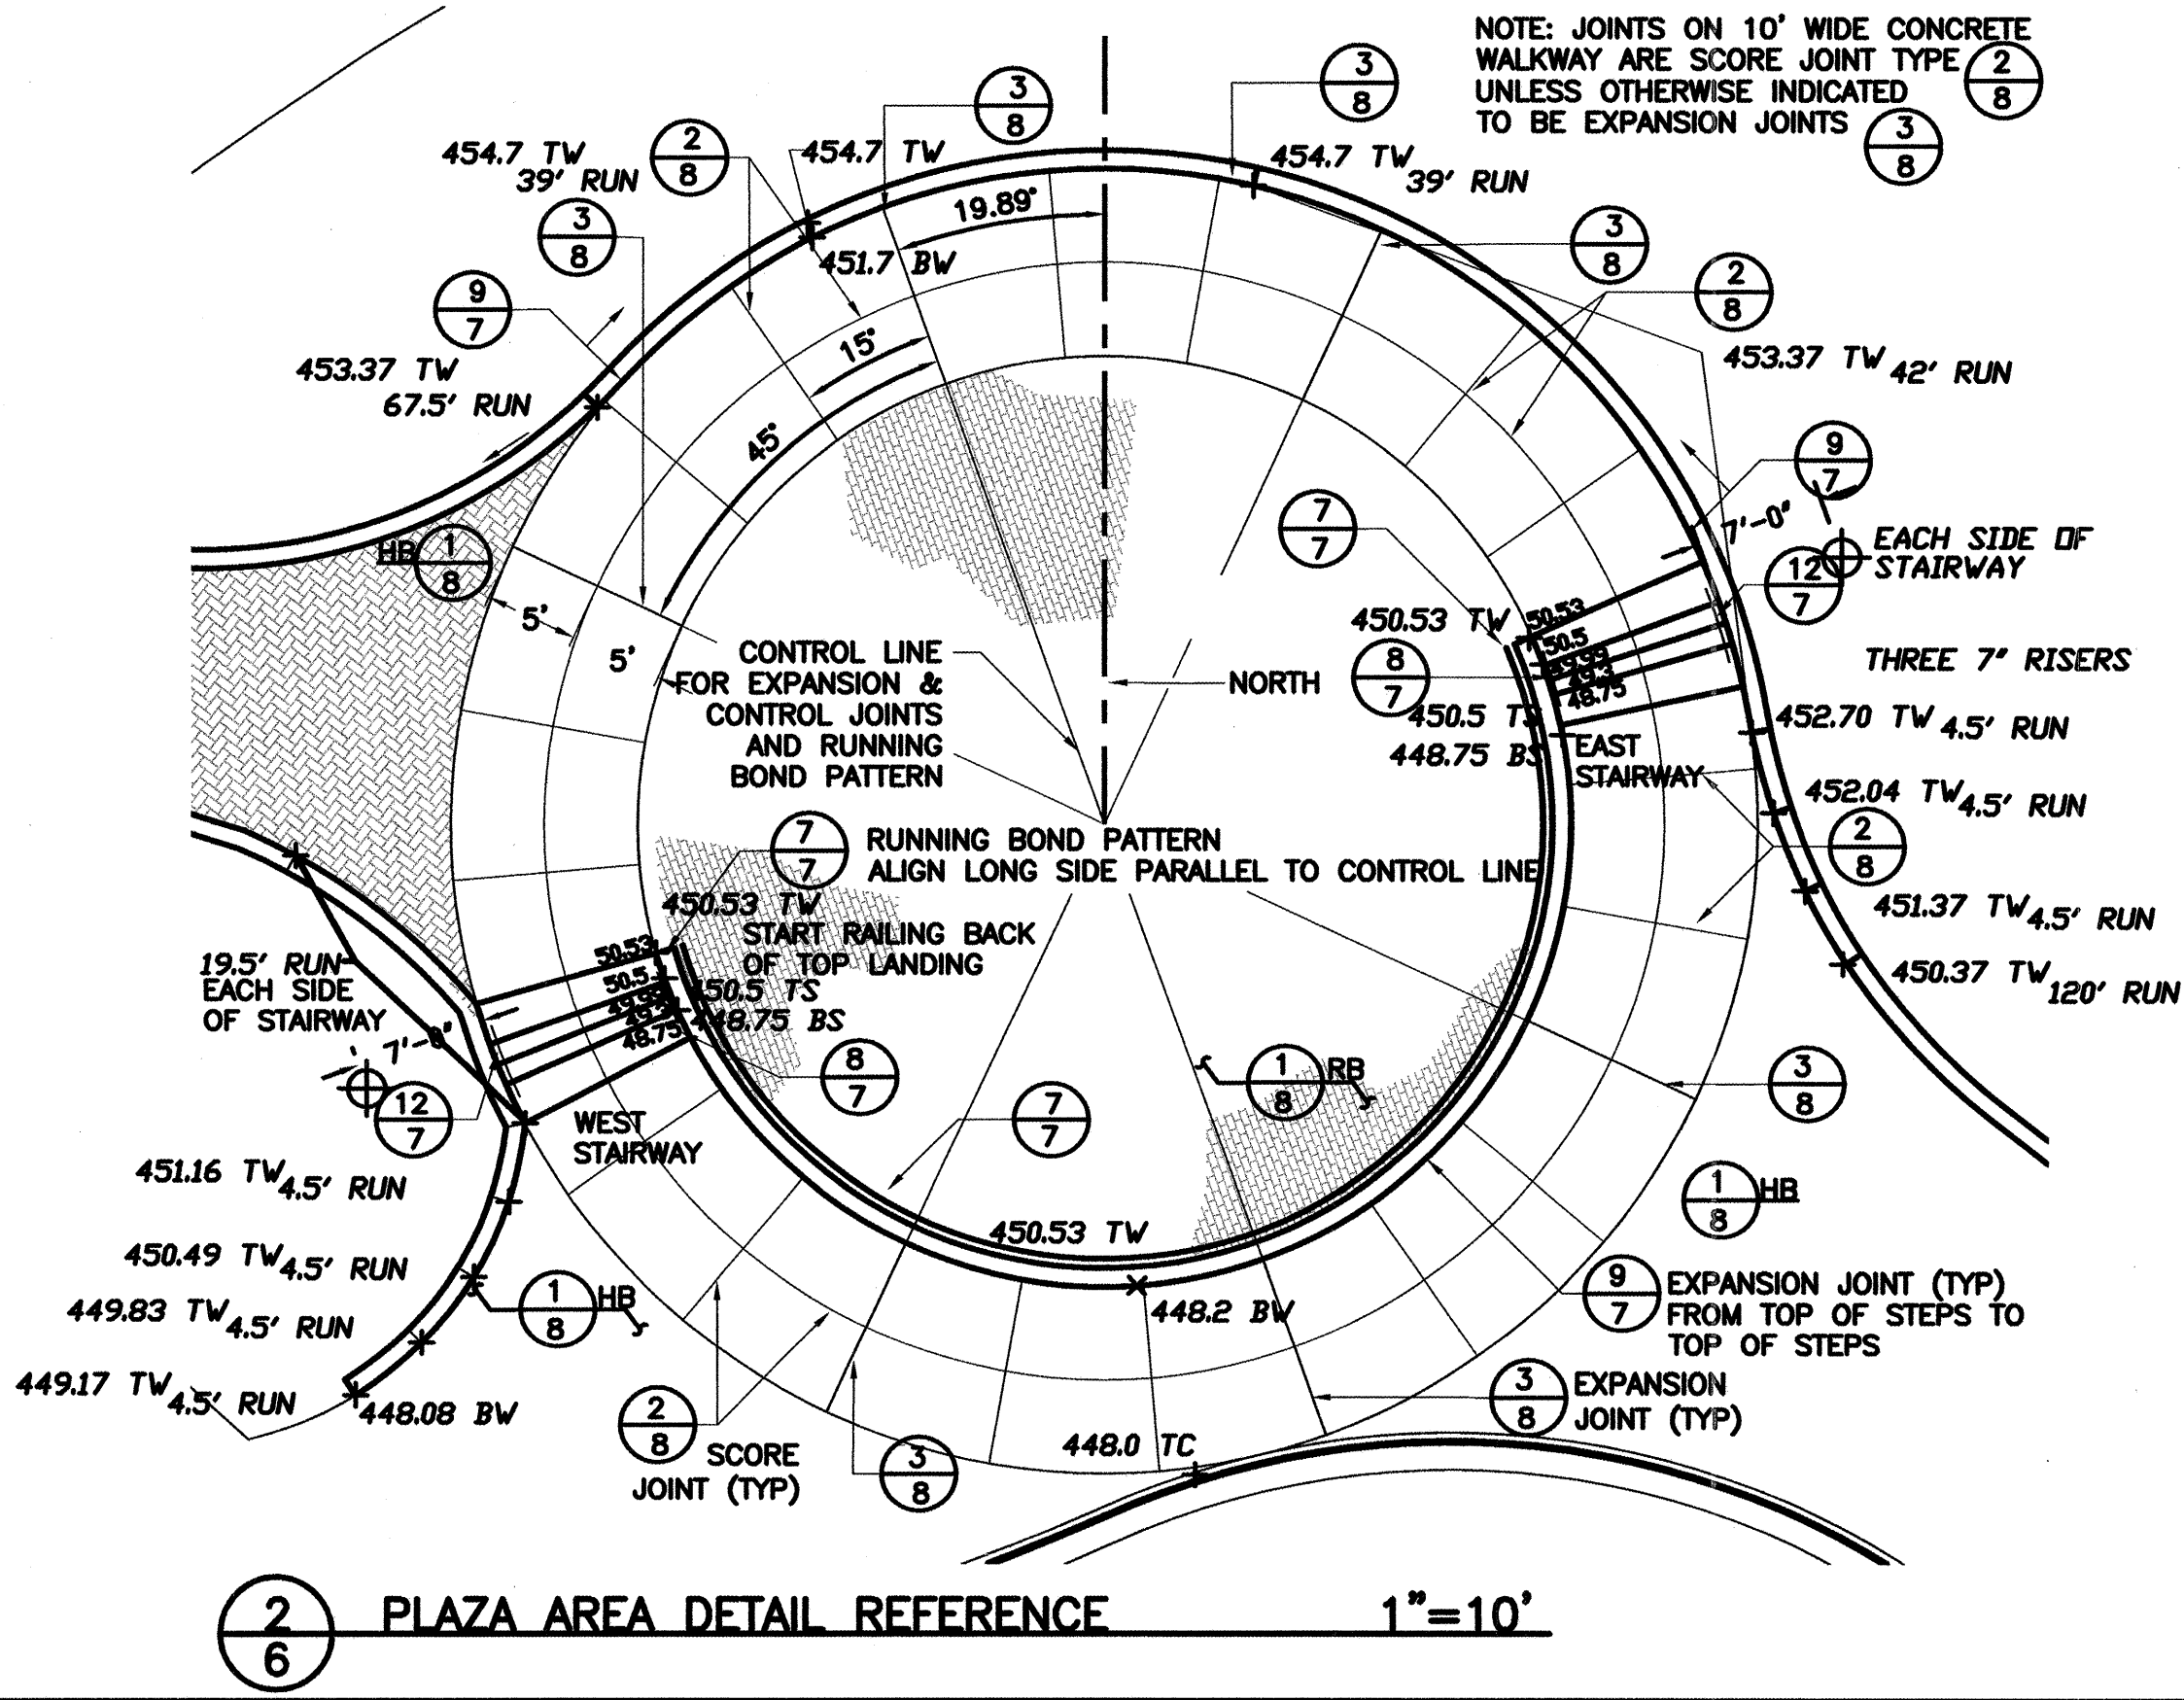 NOTE: JOINTS ON 10' WIDE CONCRETE
WALKWAY ARE SCORE JOINT TYPE 2/8
UNLESS OTHERWISE INDICATED
TO BE EXPANSION JOINTS 3/8
3
8
3
8
454.7 TW
39' RUN
2
8
454.7 TW
454.7 TW
39' RUN
3
8
19.89°
3
8
451.7 BW
2
8
9
7
453.37 TW
67.5' RUN
15°
453.37 TW
42' RUN
45°
9
7
7'-0"
7
7
EACH SIDE OF
STAIRWAY
HB
1
8
12
7
5'
5'
450.53 TW
50.53
50.5
49.99
49.3
48.75
8
7
THREE 7" RISERS
CONTROL LINE
FOR EXPANSION &
CONTROL JOINTS
AND RUNNING
BOND PATTERN
NORTH
450.5 TS
448.75 BS
EAST
STAIRWAY
452.70 TW
4.5' RUN
452.04 TW
4.5' RUN
2
8
7
7
RUNNING BOND PATTERN
ALIGN LONG SIDE PARALLEL TO CONTROL LINE
451.37 TW
4.5' RUN
450.53 TW
START RAILING BACK
OF TOP LANDING
450.37 TW
120' RUN
19.5' RUN
EACH SIDE
OF STAIRWAY
50.53
50.5
49.99
49.3
48.75
450.5 TS
448.75 BS
7'-0"
8
7
1
8
RB
3
8
12
7
WEST
STAIRWAY
7
7
451.16 TW
4.5' RUN
1
8
HB
450.53 TW
450.49 TW
4.5' RUN
1
8
HB
448.2 BW
9
7
EXPANSION JOINT (TYP)
FROM TOP OF STEPS TO
TOP OF STEPS
449.83 TW
4.5' RUN
449.17 TW
4.5' RUN
448.08 BW
2
8
SCORE
JOINT (TYP)
3
8
448.0 TC
3
8
EXPANSION
JOINT (TYP)
2
6
PLAZA AREA DETAIL REFERENCE 1"=10'